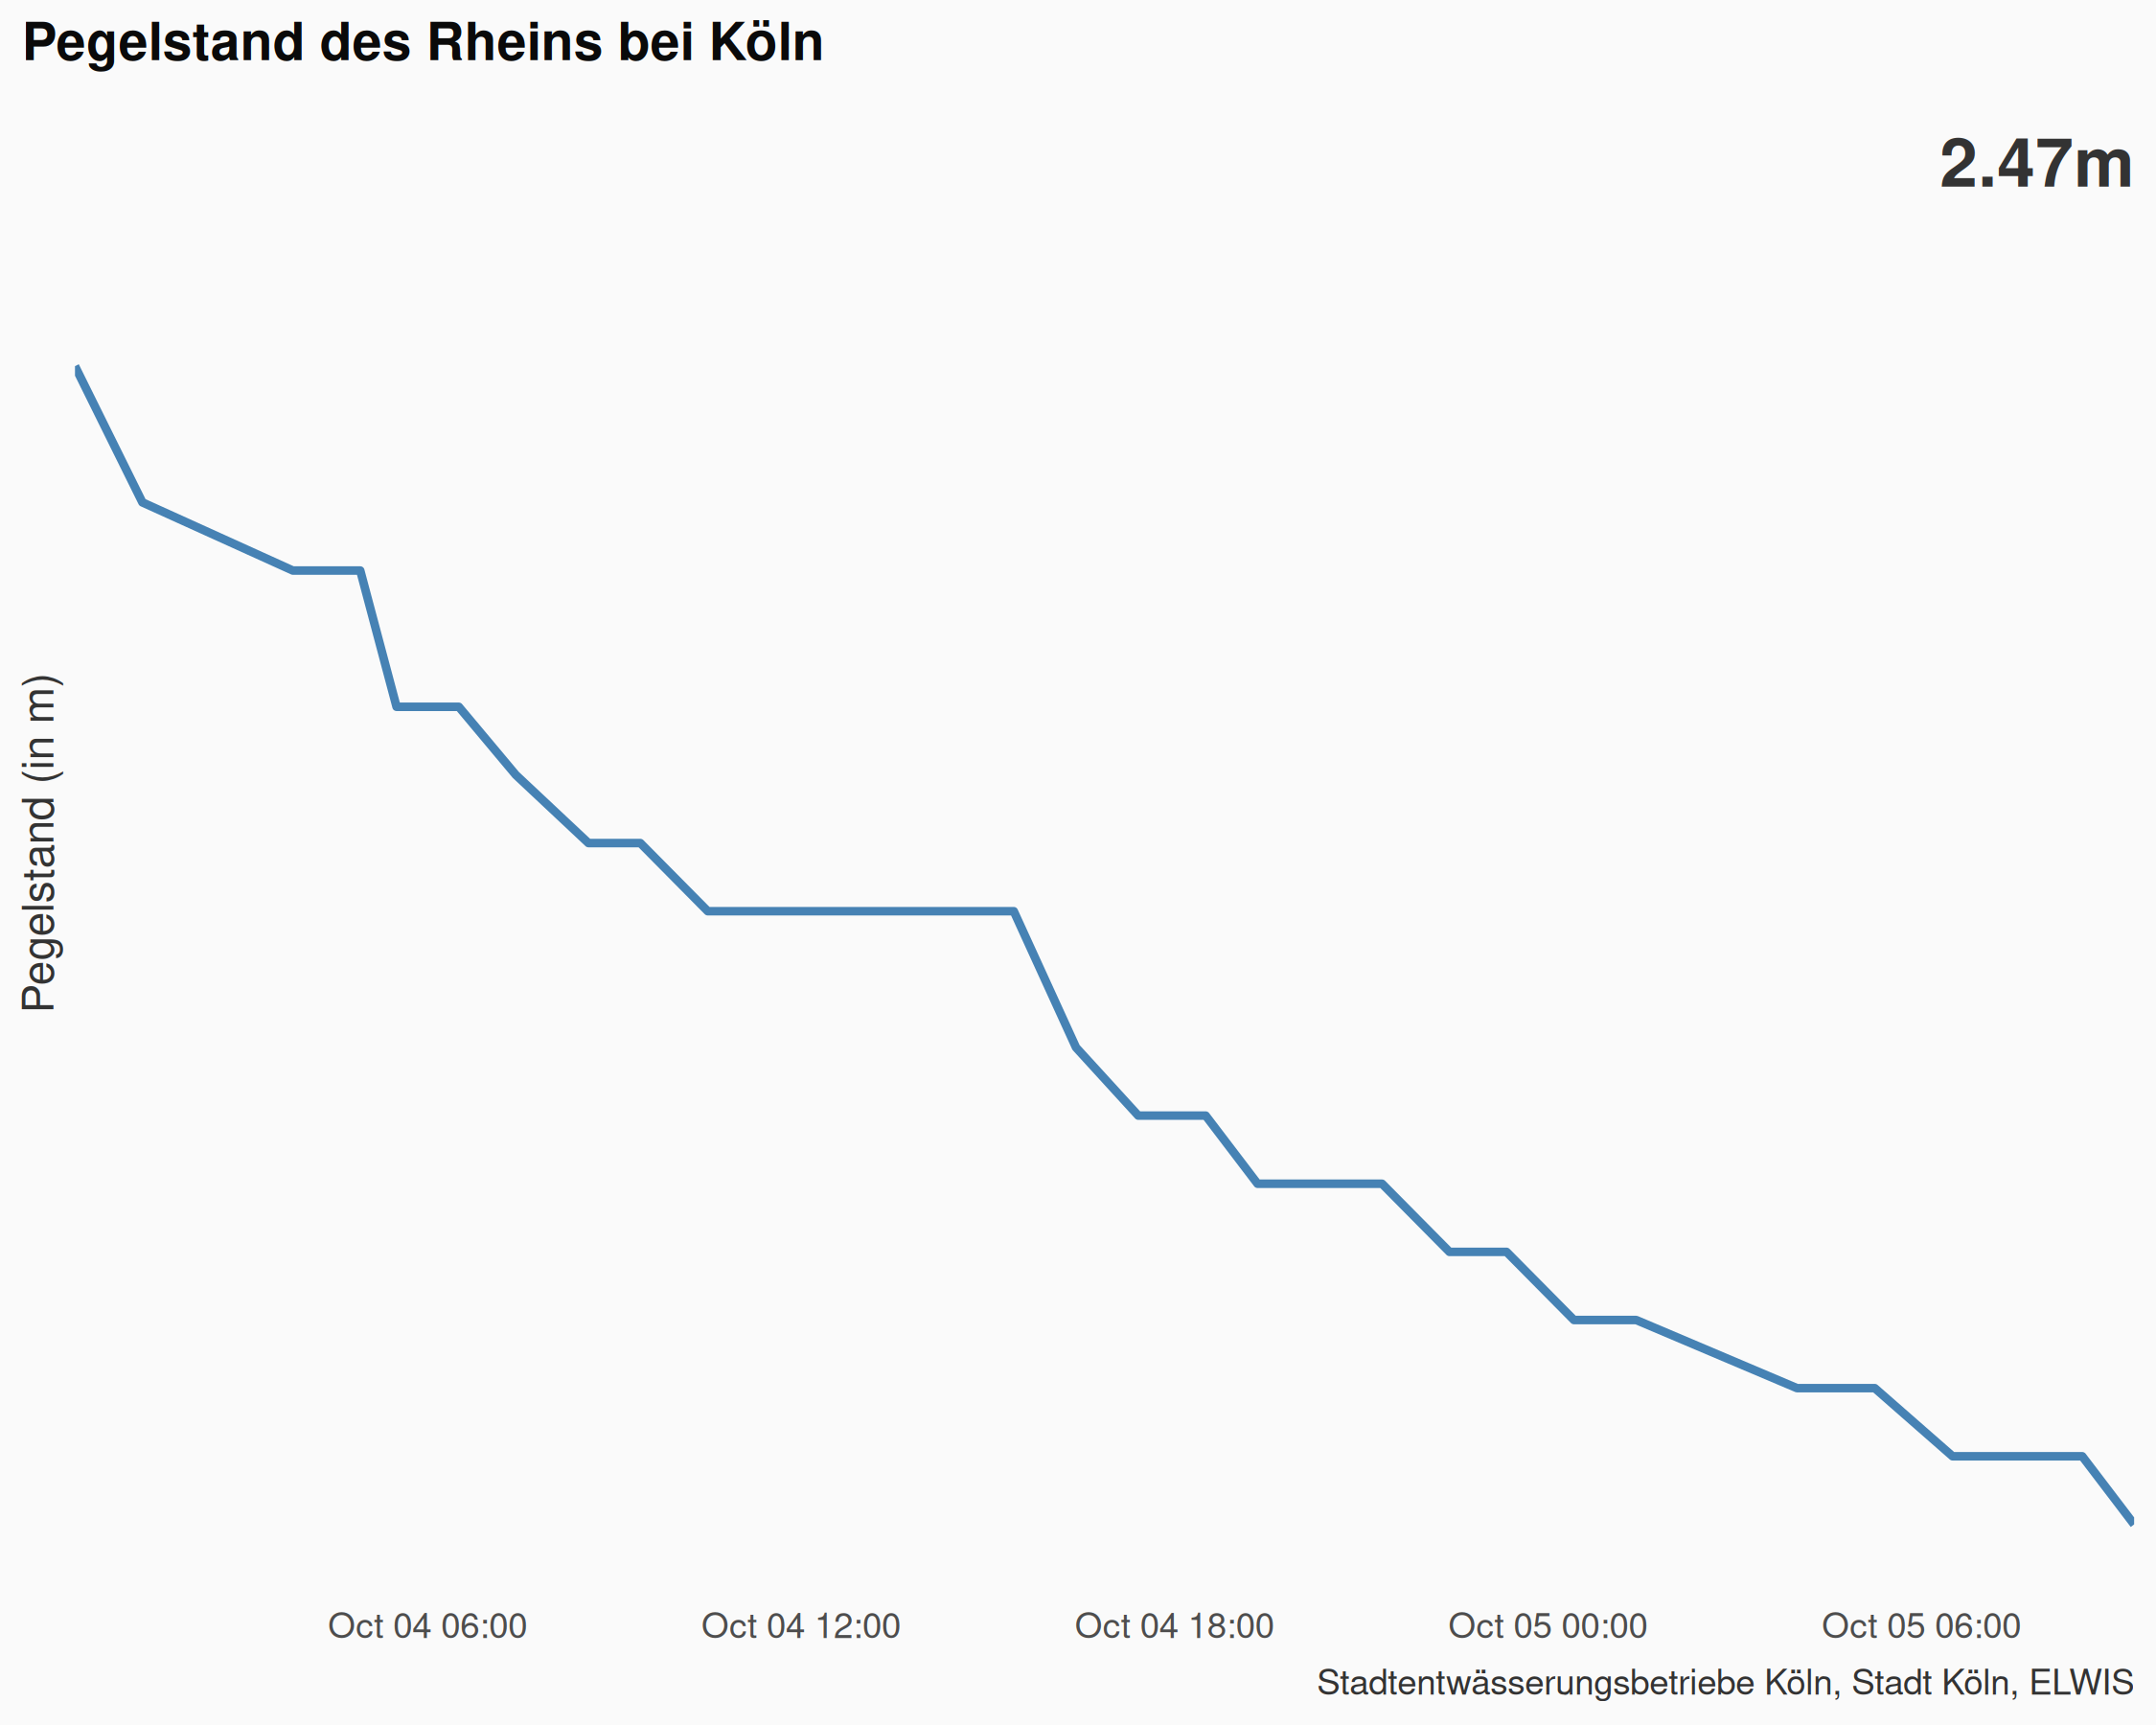 Pegelstand des Rheins bei Köln
2.47m
Pegelstand (in m)
Oct 04 06:00
Oct 04 12:00
Oct 04 18:00
Oct 05 00:00
Oct 05 06:00
Stadtentwässerungsbetriebe Köln, Stadt Köln, ELWIS